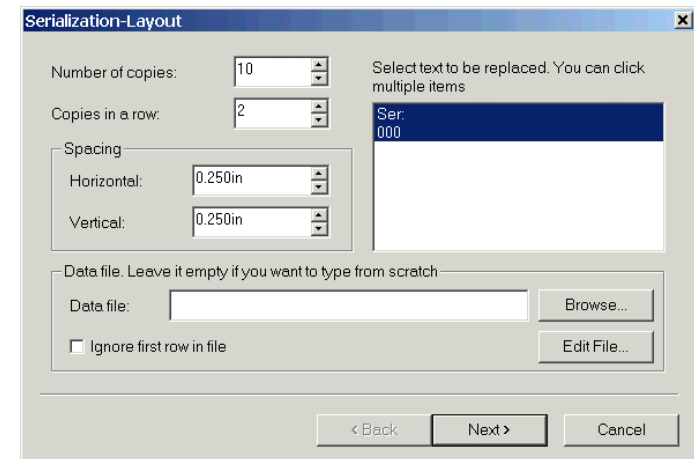 Serialization-Layout
Number of copies: 10
Copies in a row: 2
Spacing
Horizontal: 0.250in
Vertical: 0.250in
Select text to be replaced. You can click
multiple items
Ser:
000
Data file. Leave it empty if you want to type from scratch
Data file: Browse...
Ignore first row in file Edit File...
< Back Next > Cancel